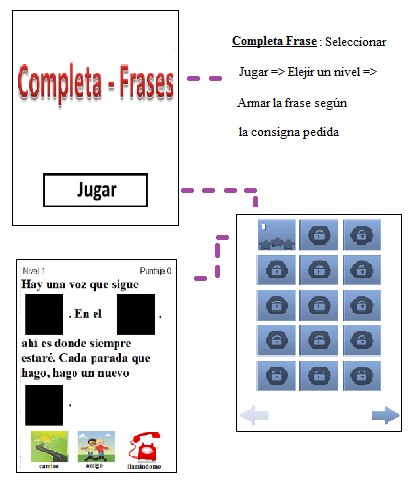 Completa - Frases
Jugar
Completa Frase : Seleccionar
Jugar => Elejir un nivel =>
Armar la frase según
la consigna pedida
Nivel 1 Puntaje 0
Hay una voz que sigue
. En el .
ahí es donde siempre
estaré. Cada parada que
hago, hago un nuevo
.
camino amigo llamándome